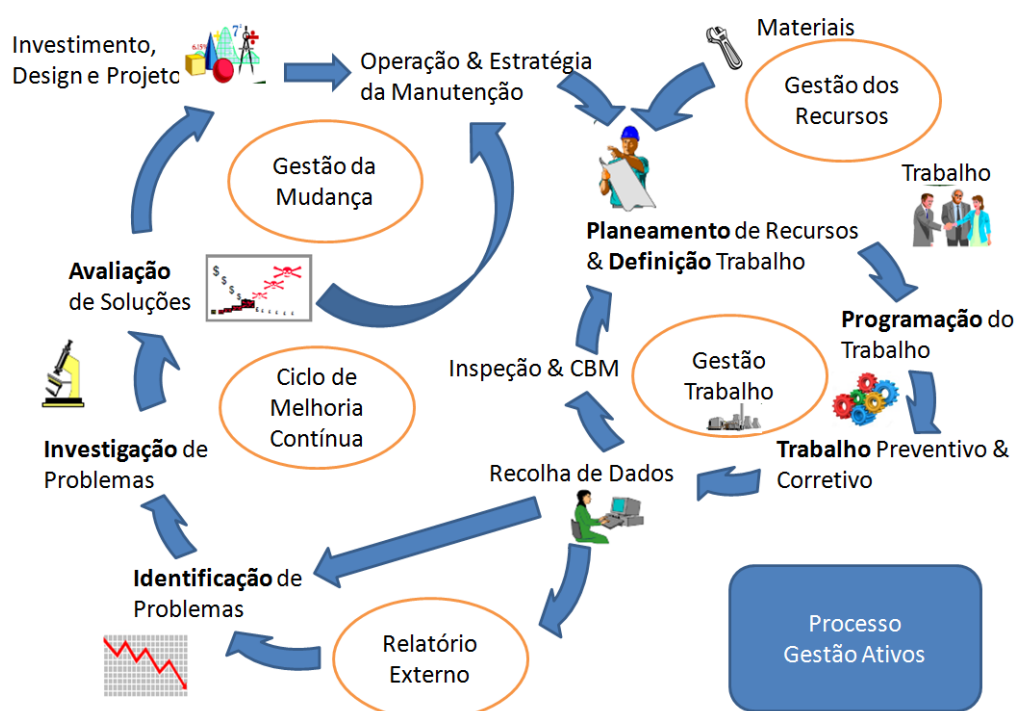 Investimento,
Design e Projeto
Operação & Estratégia
da Manutenção
Materiais
Gestão dos
Recursos
Gestão da
Mudança
Trabalho
Planeamento de Recursos
& Definição Trabalho
Avaliação
de Soluções
Programação do
Trabalho
Inspeção & CBM
Gestão
Trabalho
Ciclo de
Melhoria
Contínua
Investigação de
Problemas
Trabalho Preventivo &
Corretivo
Recolha de Dados
Identificação de
Problemas
Relatório
Externo
Processo
Gestão Ativos